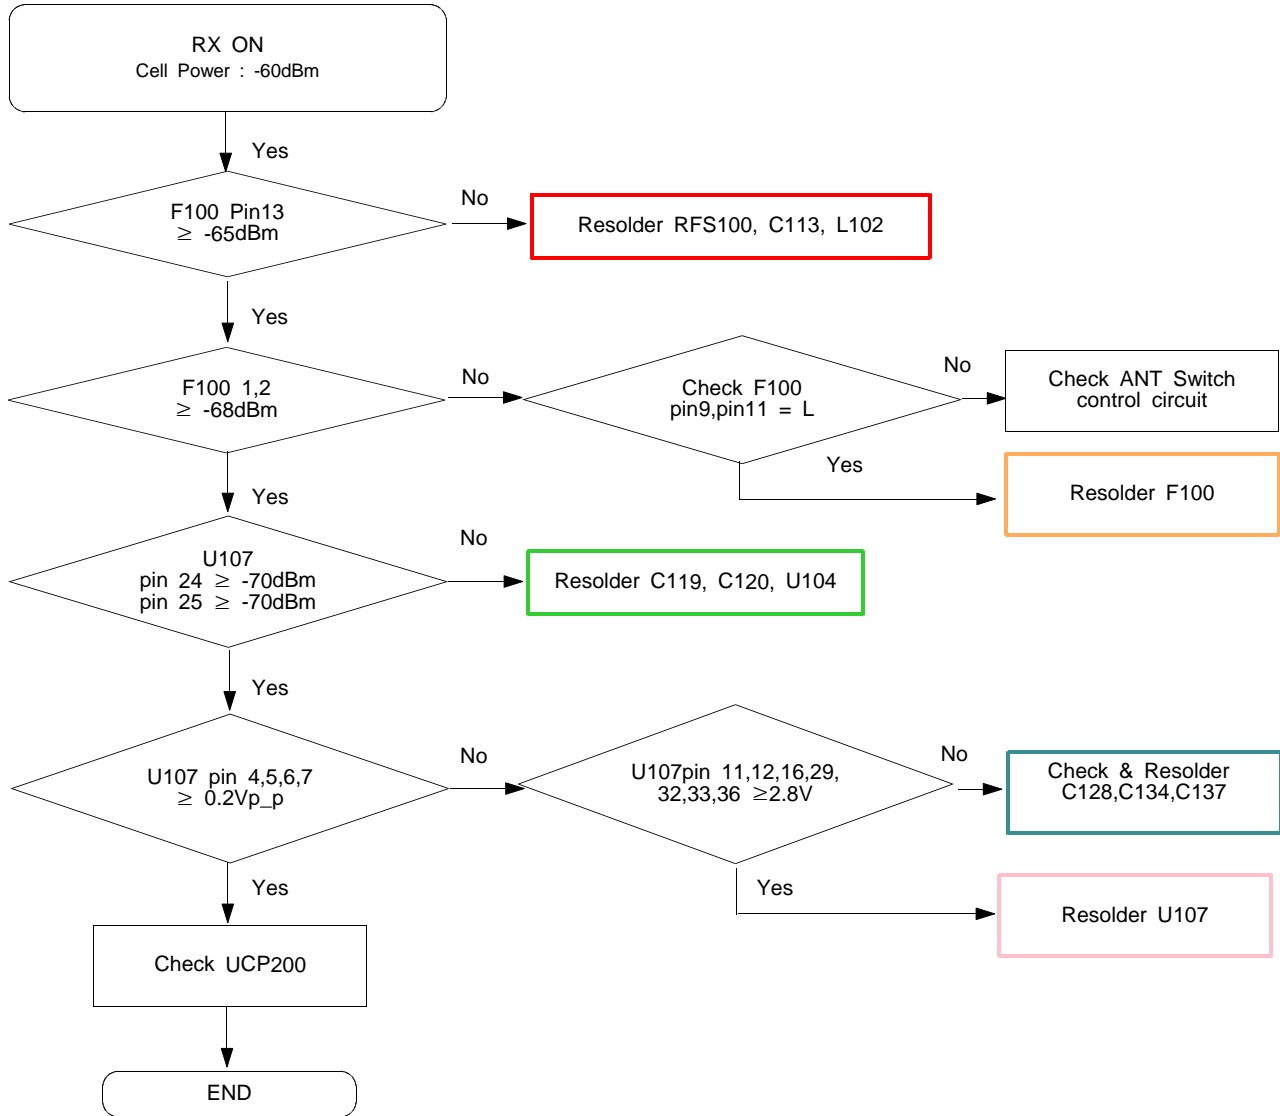 RX ON
Cell Power : -60dBm
Yes
F100 Pin13
≥ -65dBm
No
Resolder RFS100, C113, L102
Yes
F100 1,2
≥ -68dBm
No
Check F100
pin9,pin11 = L
No
Check ANT Switch
control circuit
Yes
Resolder F100
Yes
U107
pin 24 ≥ -70dBm
pin 25 ≥ -70dBm
No
Resolder C119, C120, U104
Yes
U107 pin 4,5,6,7
≥ 0.2Vp_p
No
U107pin 11,12,16,29,
32,33,36 ≥2.8V
No
Check & Resolder
C128,C134,C137
Yes
Resolder U107
Yes
Check UCP200
END